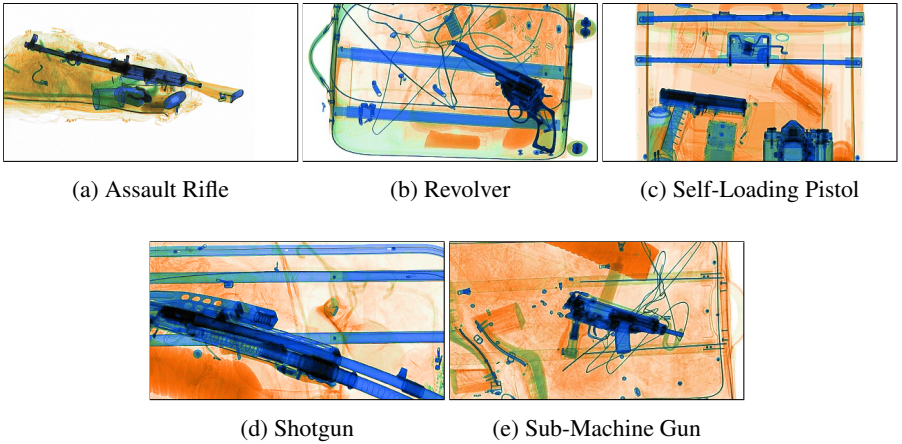 (a) Assault Rifle
(b) Revolver
(c) Self-Loading Pistol
(d) Shotgun
(e) Sub-Machine Gun